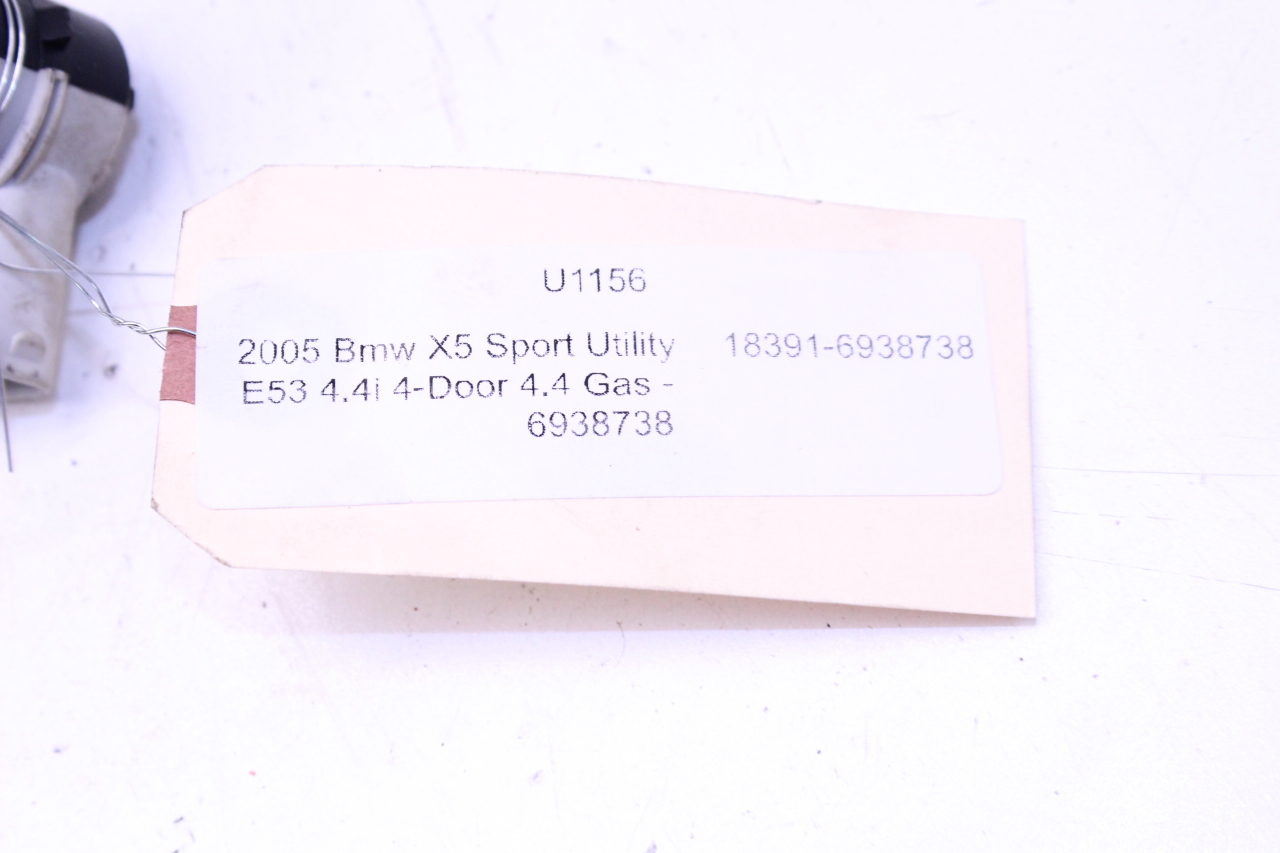 U1156
2005 Bmw X5 Sport Utility 18391-6938738
E53 4.4i 4-Door 4.4 Gas -
6938738